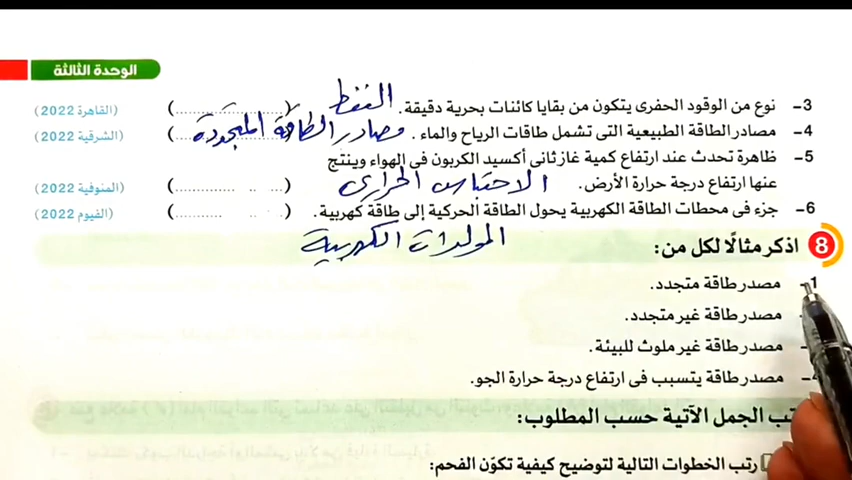 الوحدة الثالثة
3- نوع من الوقود الحفرى يتكون من بقايا كائنات بحرية دقيقة. النفط (..............) (القاهرة 2022)
4- مصادر الطاقة الطبيعية التى تشمل طاقات الرياح والماء. مصادر الطاقة المتجددة (..............) (الشرقية 2022)
5- ظاهرة تحدث عند ارتفاع كمية غاز ثانى أكسيد الكربون فى الهواء وينتج
عنها ارتفاع درجة حرارة الأرض. الاحتباس الحرارى (..............) (المنوفية 2022)
6- جزء فى محطات الطاقة الكهربية يحول الطاقة الحركية إلى طاقة كهربية. (..............) (الفيوم 2022)
المولدات الكهربية
8 اذكر مثالًا لكل من:
1- مصدر طاقة متجدد.
مصدر طاقة غير متجدد.
مصدر طاقة غير ملوث للبيئة.
4- مصدر طاقة يتسبب فى ارتفاع درجة حرارة الجو.
تب الجمل الآتية حسب المطلوب:
رتب الخطوات التالية لتوضيح كيفية تكوّن الفحم: